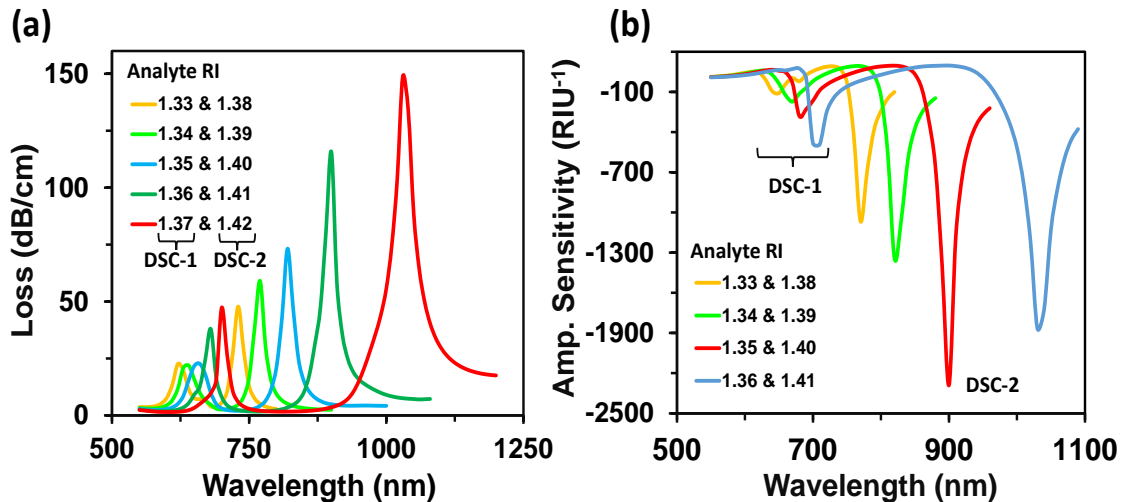 (a)
Loss (dB/cm)
150
100
50
0
Analyte RI
1.33 & 1.38
1.34 & 1.39
1.35 & 1.40
1.36 & 1.41
1.37 & 1.42
DSC-1 DSC-2
500 750 1000 1250
Wavelength (nm)
(b)
Amp. Sensitivity (RIU⁻¹)
-100
-700
-1300
-1900
-2500
DSC-1
Analyte RI
1.33 & 1.38
1.34 & 1.39
1.35 & 1.40
1.36 & 1.41
DSC-2
500 700 900 1100
Wavelength (nm)